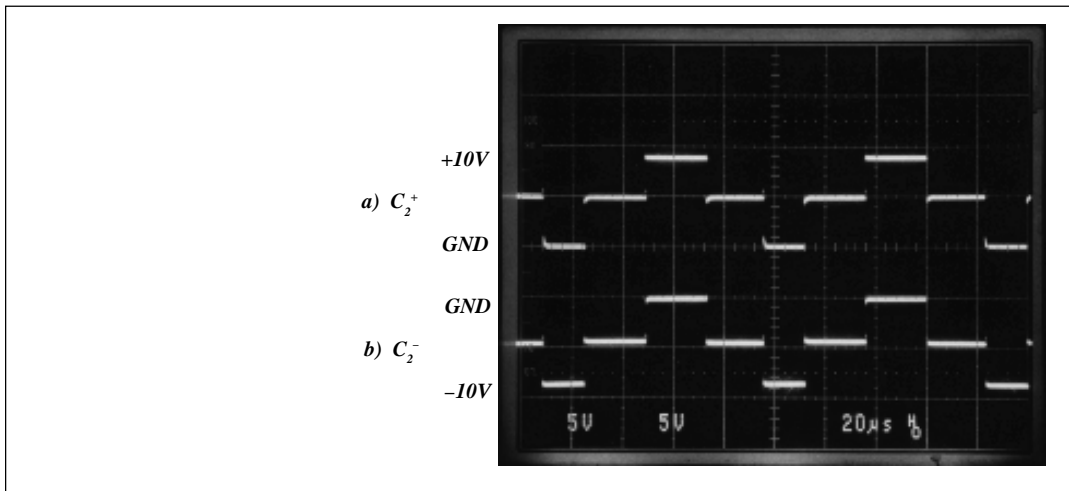 +10V
a) C₂⁺
GND
GND
b) C₂⁻
–10V
5V 5V 20µs